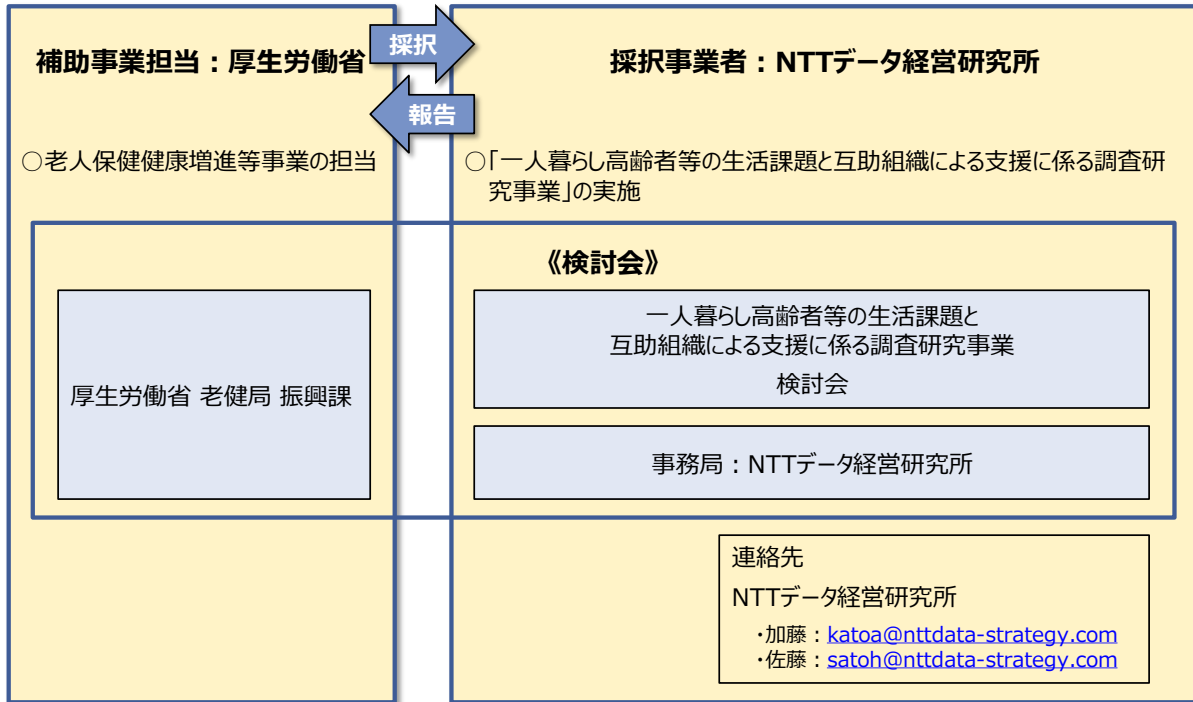 補助事業担当：厚生労働省
採択
報告
採択事業者：NTTデータ経営研究所
○老人保健健康増進等事業の担当
○「一人暮らし高齢者等の生活課題と互助組織による支援に係る調査研
究事業」の実施
《検討会》
厚生労働省 老健局 振興課
一人暮らし高齢者等の生活課題と
互助組織による支援に係る調査研究事業
検討会
事務局：NTTデータ経営研究所
連絡先
NTTデータ経営研究所
・加藤：katoa@nttdata-strategy.com
・佐藤：satoh@nttdata-strategy.com